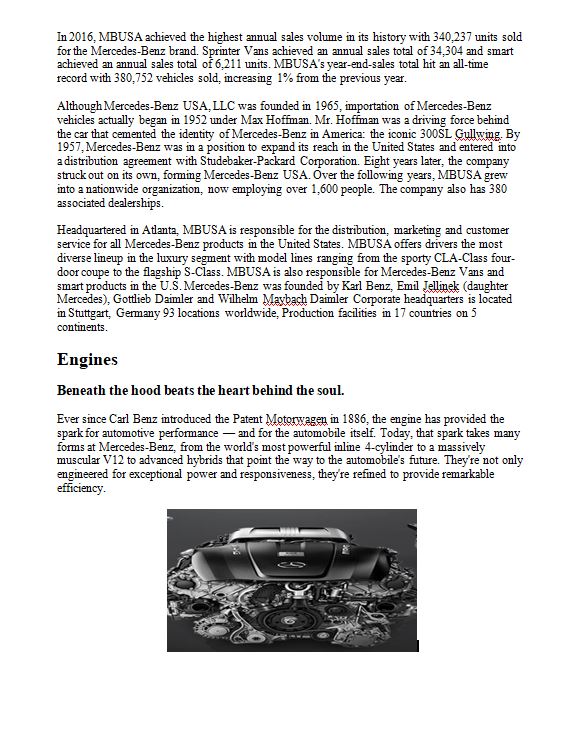 In 2016, MBUSA achieved the highest annual sales volume in its history with 340,237 units sold
for the Mercedes-Benz brand. Sprinter Vans achieved an annual sales total of 34,304 and smart
achieved an annual sales total of 6,211 units. MBUSA's year-end-sales total hit an all-time
record with 380,752 vehicles sold, increasing 1% from the previous year.
Although Mercedes-Benz USA, LLC was founded in 1965, importation of Mercedes-Benz
vehicles actually began in 1952 under Max Hoffman. Mr. Hoffman was a driving force behind
the car that cemented the identity of Mercedes-Benz in America: the iconic 300SL Gullwing. By
1957, Mercedes-Benz was in a position to expand its reach in the United States and entered into
a distribution agreement with Studebaker-Packard Corporation. Eight years later, the company
struck out on its own, forming Mercedes-Benz USA. Over the following years, MBUSA grew
into a nationwide organization, now employing over 1,600 people. The company also has 380
associated dealerships.
Headquartered in Atlanta, MBUSA is responsible for the distribution, marketing and customer
service for all Mercedes-Benz products in the United States. MBUSA offers drivers the most
diverse lineup in the luxury segment with model lines ranging from the sporty CLA-Class four-
door coupe to the flagship S-Class. MBUSA is also responsible for Mercedes-Benz Vans and
smart products in the U.S. Mercedes-Benz was founded by Karl Benz, Emil Jellinek (daughter
Mercedes), Gottlieb Daimler and Wilhelm Maybach Daimler Corporate headquarters is located
in Stuttgart, Germany 93 locations worldwide, Production facilities in 17 countries on 5
continents.
Engines
Beneath the hood beats the heart behind the soul.
Ever since Carl Benz introduced the Patent Motorwagen in 1886, the engine has provided the
spark for automotive performance — and for the automobile itself. Today, that spark takes many
forms at Mercedes-Benz, from the world's most powerful inline 4-cylinder to a massively
muscular V12 to advanced hybrids that point the way to the automobile's future. They're not only
engineered for exceptional power and responsiveness, they're refined to provide remarkable
efficiency.